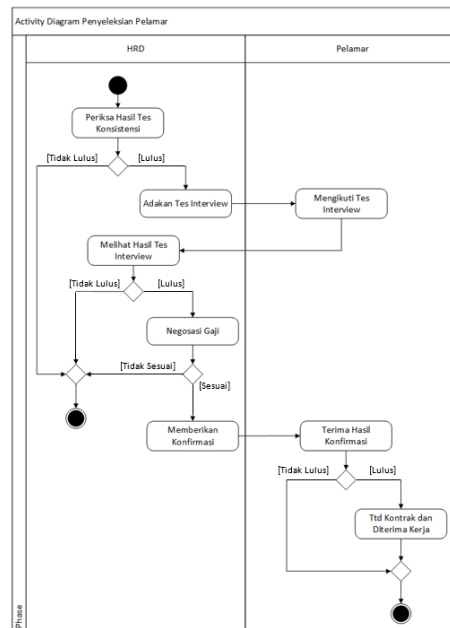 Activity Diagram Penyeleksian Pelamar
HRD
Pelamar
Periksa Hasil Tes
Konsistensi
[Tidak Lulus]
[Lulus]
Adakan Tes Interview
Mengikuti Tes
Interview
Melihat Hasil Tes
Interview
[Tidak Lulus]
[Lulus]
Negosasi Gaji
[Tidak Sesuai]
[Sesuai]
Memberikan
Konfirmasi
Terima Hasil
Konfirmasi
[Tidak Lulus]
[Lulus]
Ttd Kontrak dan
Diterima Kerja
Phase